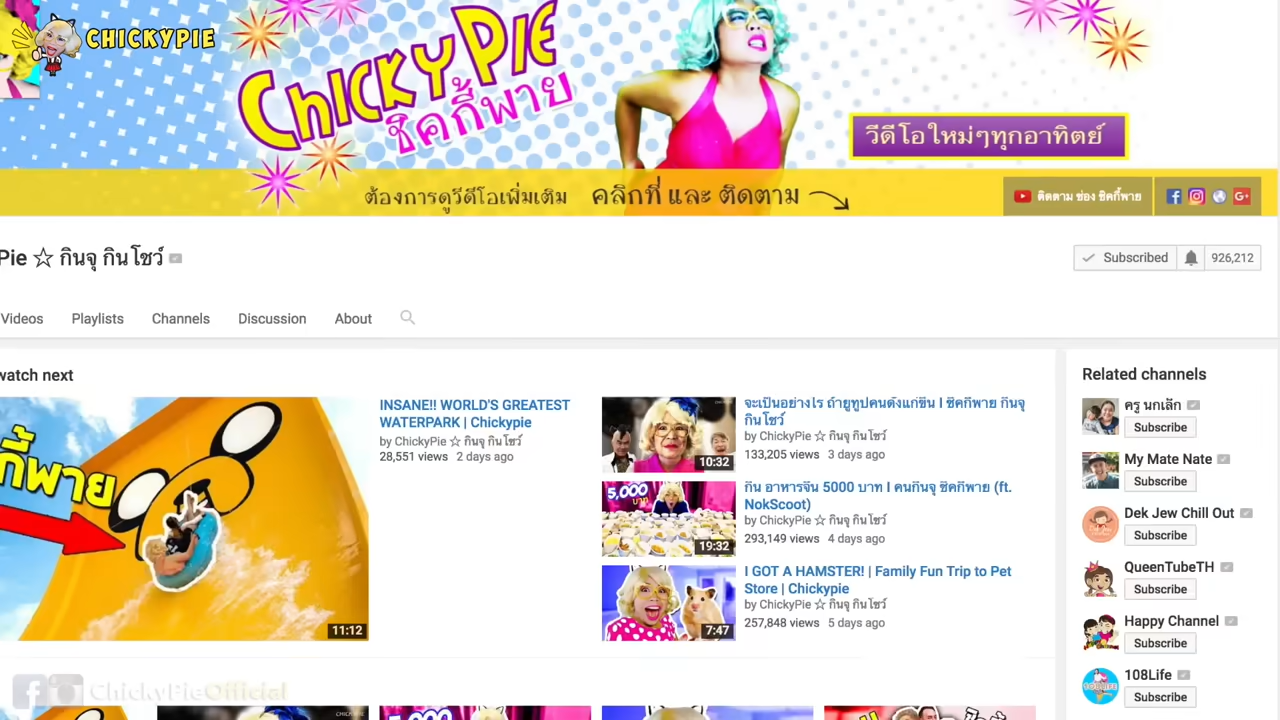 CHICKYPIE
CHICKYPIE
ชิคกี้พาย
วีดีโอใหม่ๆทุกอาทิตย์
ต้องการดูวีดีโอเพิ่มเติม คลิกที่ และ ติดตาม
ติดตาม ช่อง ชิคกี้พาย
Pie ☆ กินจุ กินโชว์
Subscribed 926,212
Videos Playlists Channels Discussion About
watch next
กี้พาย
11:12
INSANE!! WORLD'S GREATEST
WATERPARK | Chickypie
by ChickyPie ☆ กินจุ กินโชว์
28,551 views 2 days ago
10:32
จะเป็นอย่างไร ถ้ายูทูปคนดังแก่ขึ้น I ชิคกี้พาย กินจุ
กินโชว์
by ChickyPie ☆ กินจุ กินโชว์
133,205 views 3 days ago
5,000
บาท
19:32
กิน อาหารจีน 5000 บาท I คนกินจุ ชิคกี้พาย (ft.
NokScoot)
by ChickyPie ☆ กินจุ กินโชว์
293,149 views 4 days ago
7:47
I GOT A HAMSTER! | Family Fun Trip to Pet
Store | Chickypie
by ChickyPie ☆ กินจุ กินโชว์
257,848 views 5 days ago
Related channels
ครู นกเล็ก
Subscribe
My Mate Nate
Subscribe
Dek Jew Chill Out
Subscribe
QueenTubeTH
Subscribe
Happy Channel
Subscribe
108Life
Subscribe
ChickyPieOfficial